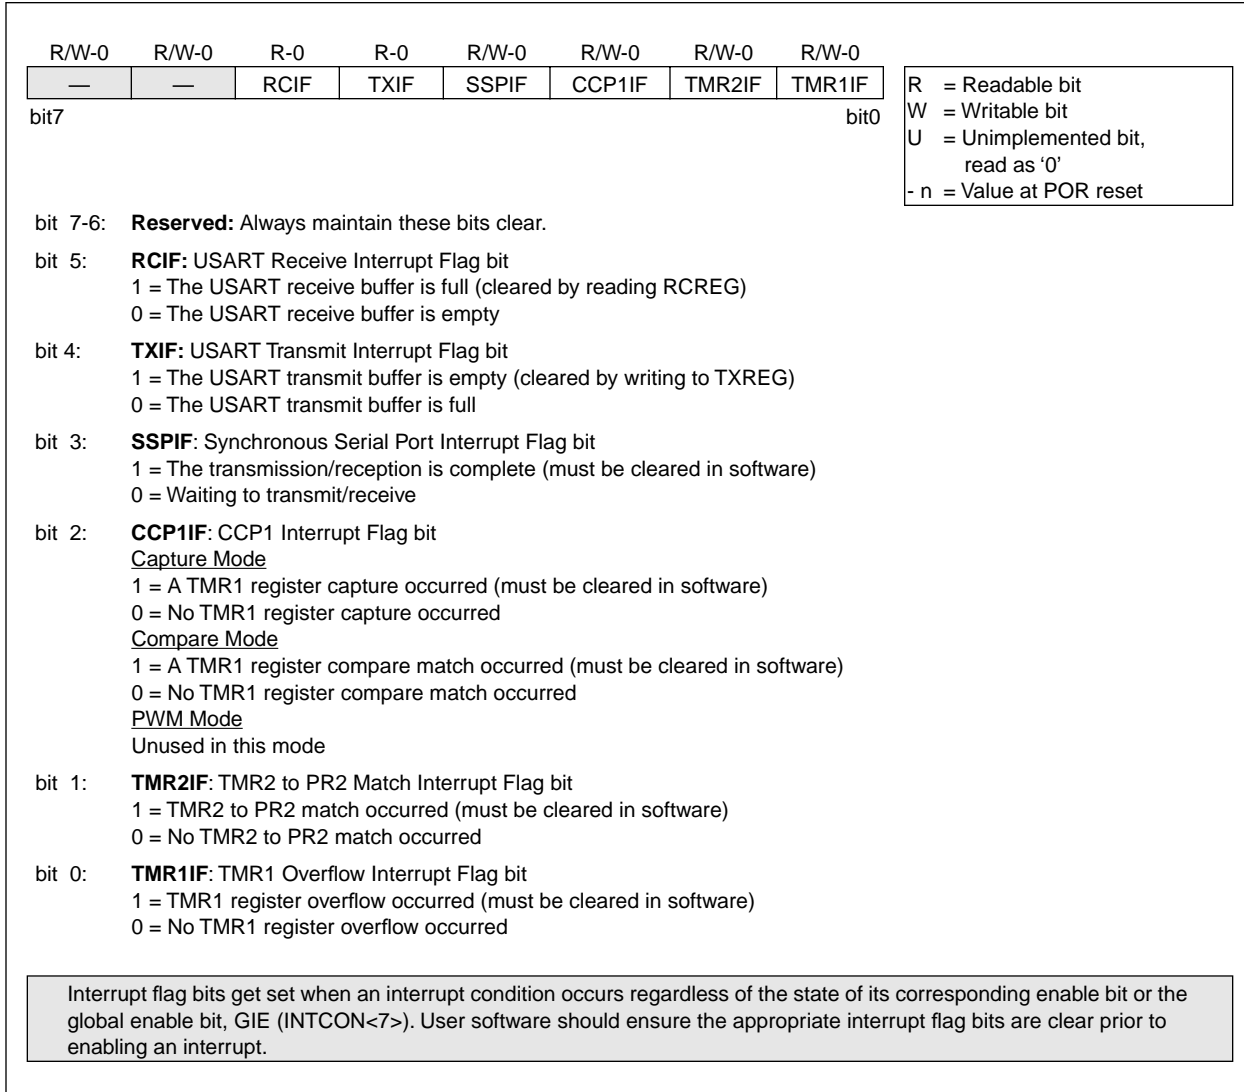 R/W-0 R/W-0 R-0 R-0 R/W-0 R/W-0 R/W-0 R/W-0
— — RCIF TXIF SSPIF CCP1IF TMR2IF TMR1IF
bit7 bit0
R = Readable bit
W = Writable bit
U = Unimplemented bit,
read as ‘0’
- n = Value at POR reset
bit 7-6: Reserved: Always maintain these bits clear.
bit 5: RCIF: USART Receive Interrupt Flag bit
1 = The USART receive buffer is full (cleared by reading RCREG)
0 = The USART receive buffer is empty
bit 4: TXIF: USART Transmit Interrupt Flag bit
1 = The USART transmit buffer is empty (cleared by writing to TXREG)
0 = The USART transmit buffer is full
bit 3: SSPIF: Synchronous Serial Port Interrupt Flag bit
1 = The transmission/reception is complete (must be cleared in software)
0 = Waiting to transmit/receive
bit 2: CCP1IF: CCP1 Interrupt Flag bit
Capture Mode
1 = A TMR1 register capture occurred (must be cleared in software)
0 = No TMR1 register capture occurred
Compare Mode
1 = A TMR1 register compare match occurred (must be cleared in software)
0 = No TMR1 register compare match occurred
PWM Mode
Unused in this mode
bit 1: TMR2IF: TMR2 to PR2 Match Interrupt Flag bit
1 = TMR2 to PR2 match occurred (must be cleared in software)
0 = No TMR2 to PR2 match occurred
bit 0: TMR1IF: TMR1 Overflow Interrupt Flag bit
1 = TMR1 register overflow occurred (must be cleared in software)
0 = No TMR1 register overflow occurred
Interrupt flag bits get set when an interrupt condition occurs regardless of the state of its corresponding enable bit or the
global enable bit, GIE (INTCON<7>). User software should ensure the appropriate interrupt flag bits are clear prior to
enabling an interrupt.